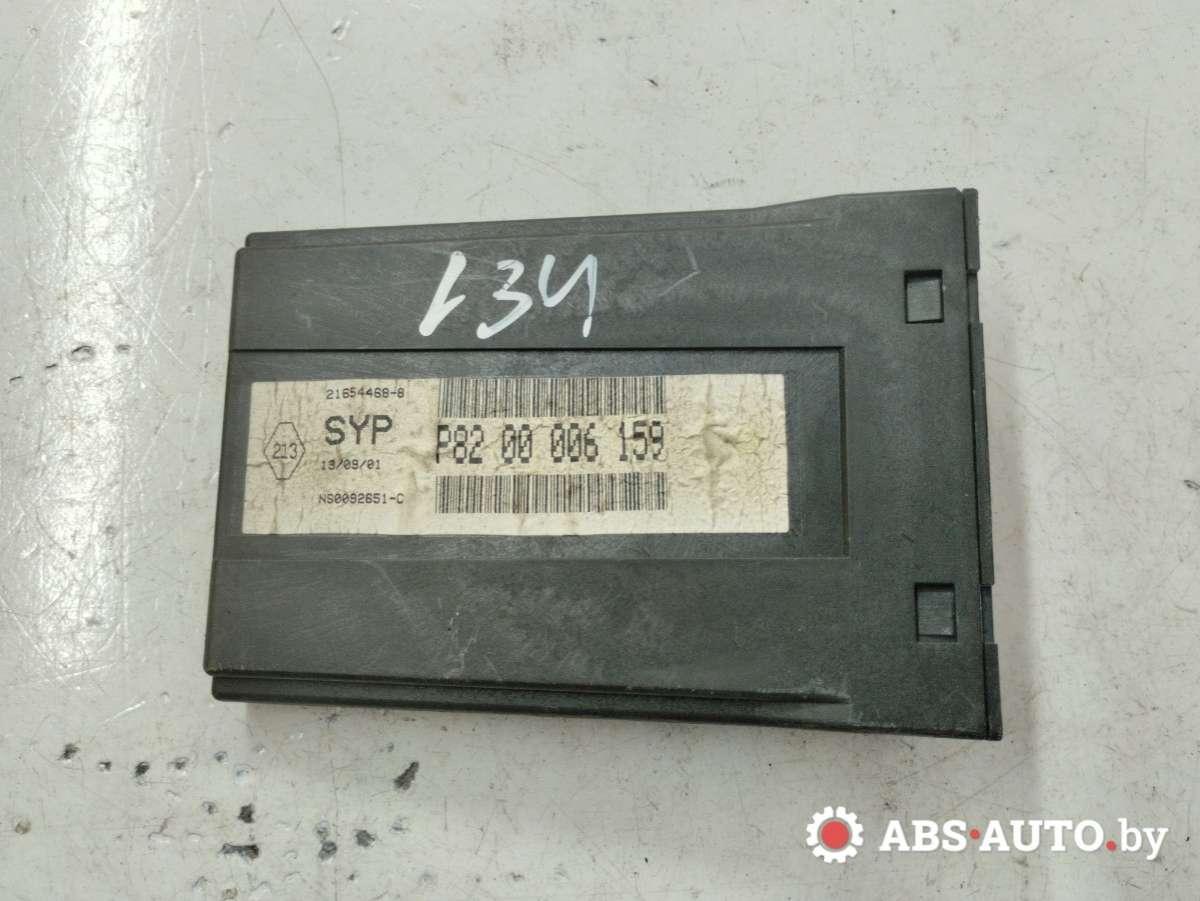 134
21654468-8
SYP
213
13/09/01
NS0092651-C
P82 00 006 159
ABS-AUTO.by